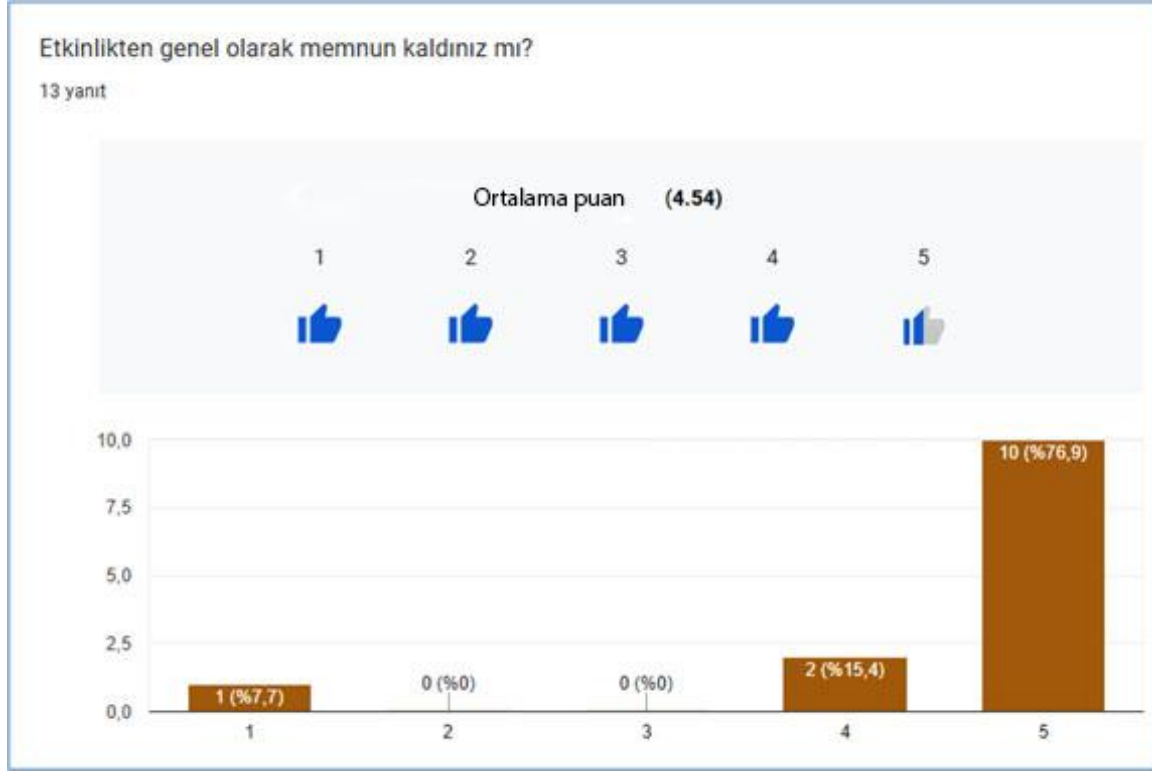 Etkinlikten genel olarak memnun kaldınız mı?
13 yanıt
Ortalama puan (4.54)
1 2 3 4 5
10,0
7,5
5,0
2,5
0,0
1 (%7,7) 0 (%0) 0 (%0) 2 (%15,4) 10 (%76,9)
1 2 3 4 5